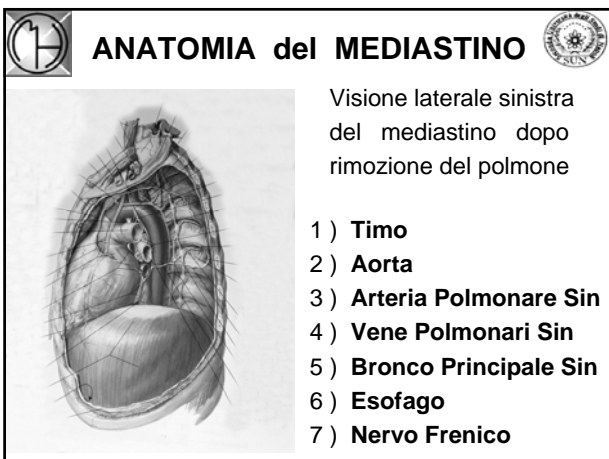 ANATOMIA del MEDIASTINO
SUN
Visione laterale sinistra
del mediastino dopo
rimozione del polmone
1 ) Timo
2 ) Aorta
3 ) Arteria Polmonare Sin
4 ) Vene Polmonari Sin
5 ) Bronco Principale Sin
6 ) Esofago
7 ) Nervo Frenico